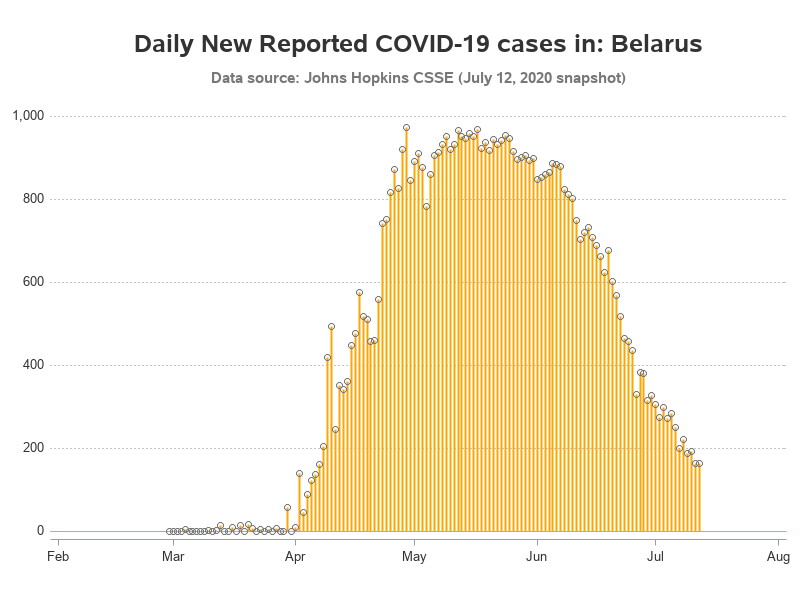 Daily New Reported COVID-19 cases in: Belarus
Data source: Johns Hopkins CSSE (July 12, 2020 snapshot)
1,000
800
600
400
200
0
Feb Mar Apr May Jun Jul Aug